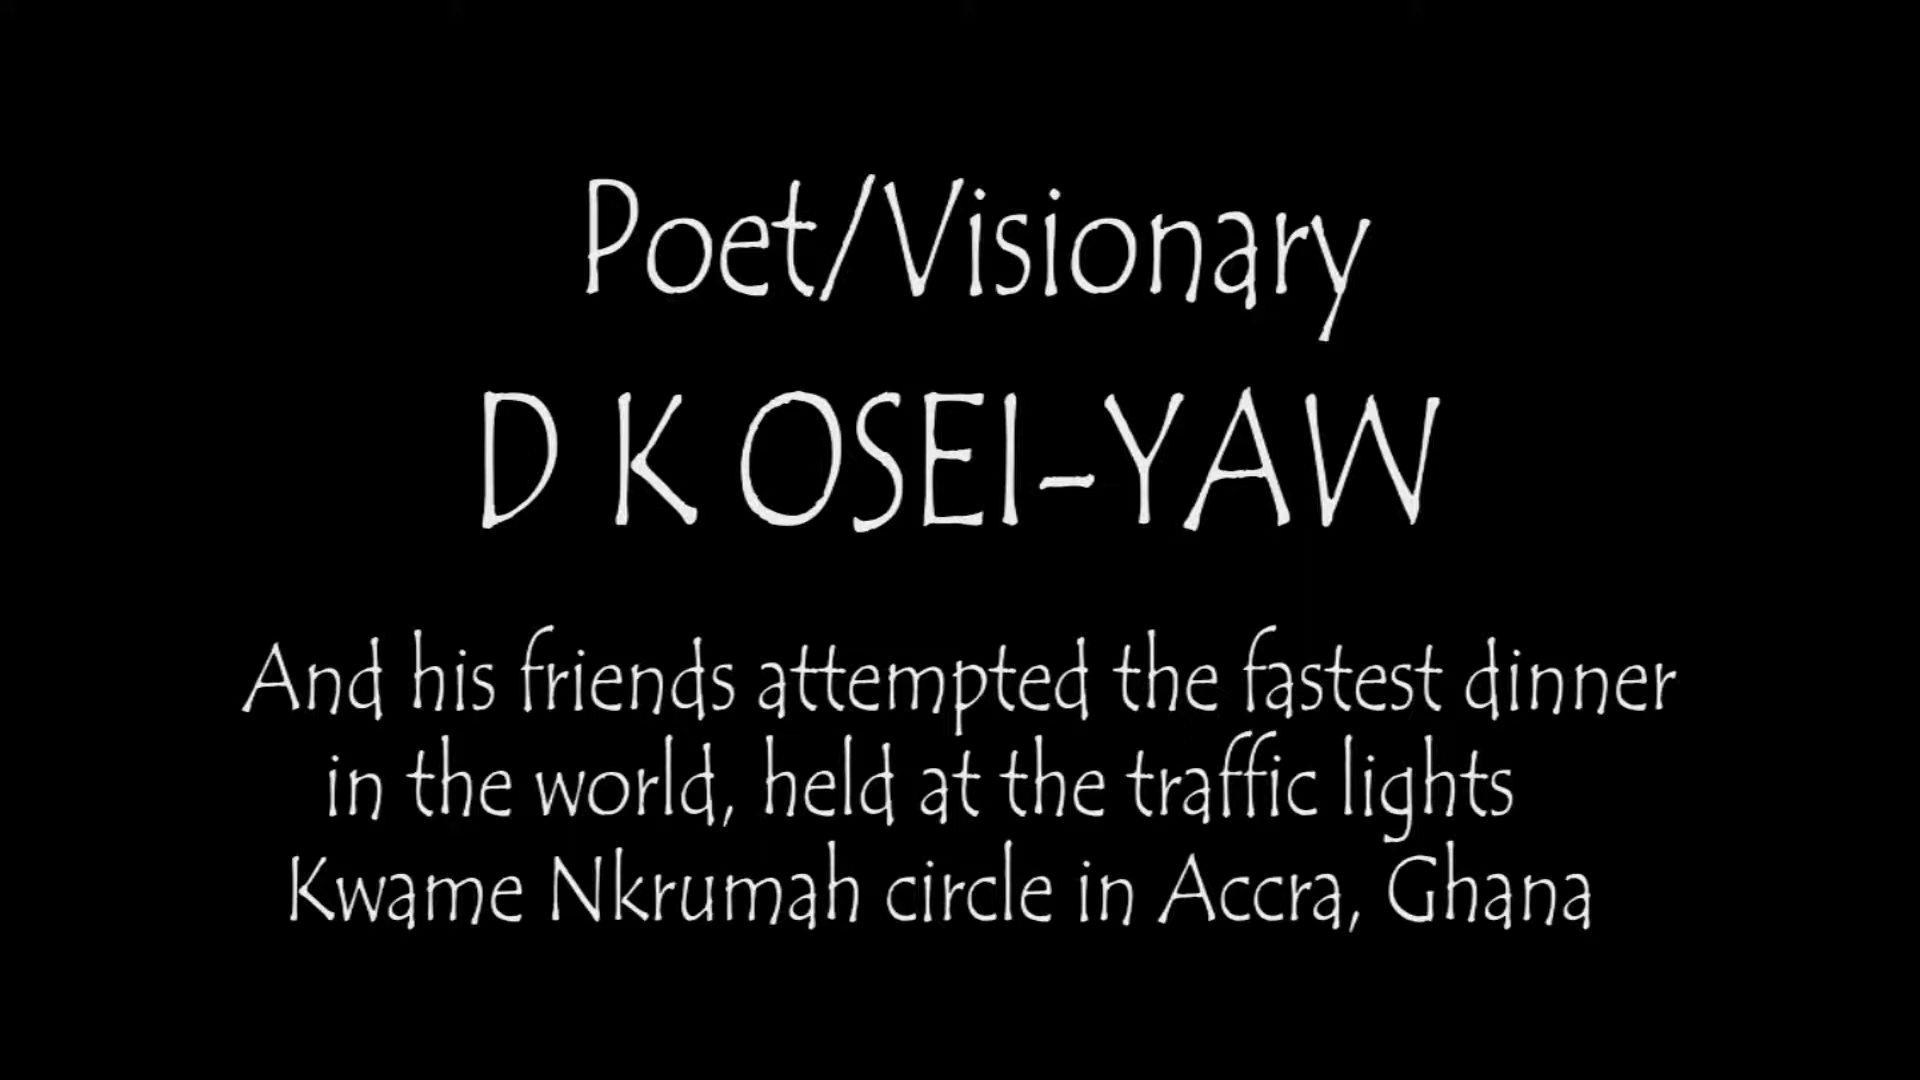 Poet/Visionary
D K OSEI-YAW
And his friends attempted the fastest dinner
in the world, held at the traffic lights
Kwame Nkrumah circle in Accra, Ghana